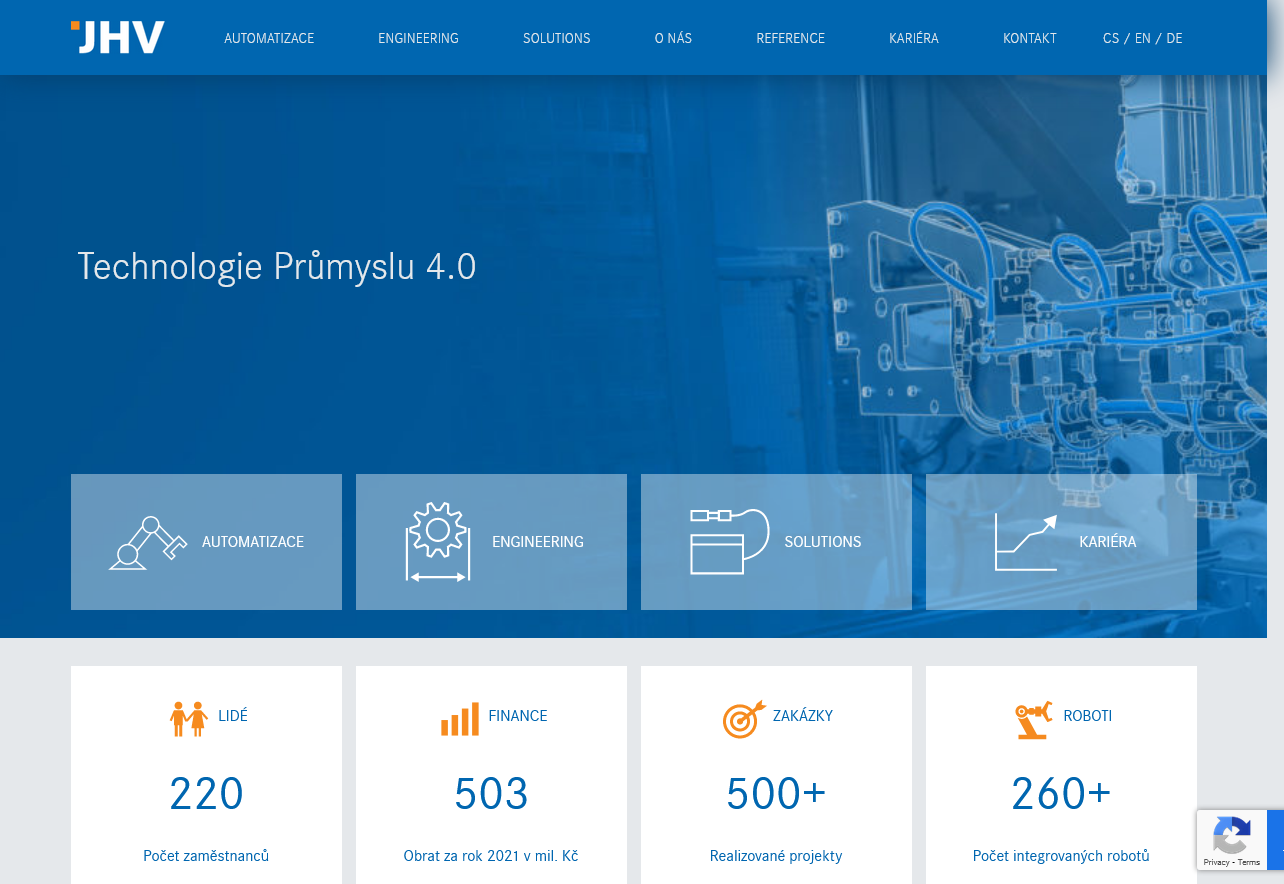 JHV
AUTOMATIZACE
ENGINEERING
SOLUTIONS
O NÁS
REFERENCE
KARIÉRA
KONTAKT
CS / EN / DE
Technologie Průmyslu 4.0
AUTOMATIZACE
ENGINEERING
SOLUTIONS
KARIÉRA
LIDÉ
220
Počet zaměstnanců
FINANCE
503
Obrat za rok 2021 v mil. Kč
ZAKÁZKY
500+
Realizované projekty
ROBOTI
260+
Počet integrovaných robotů
Privacy - Terms